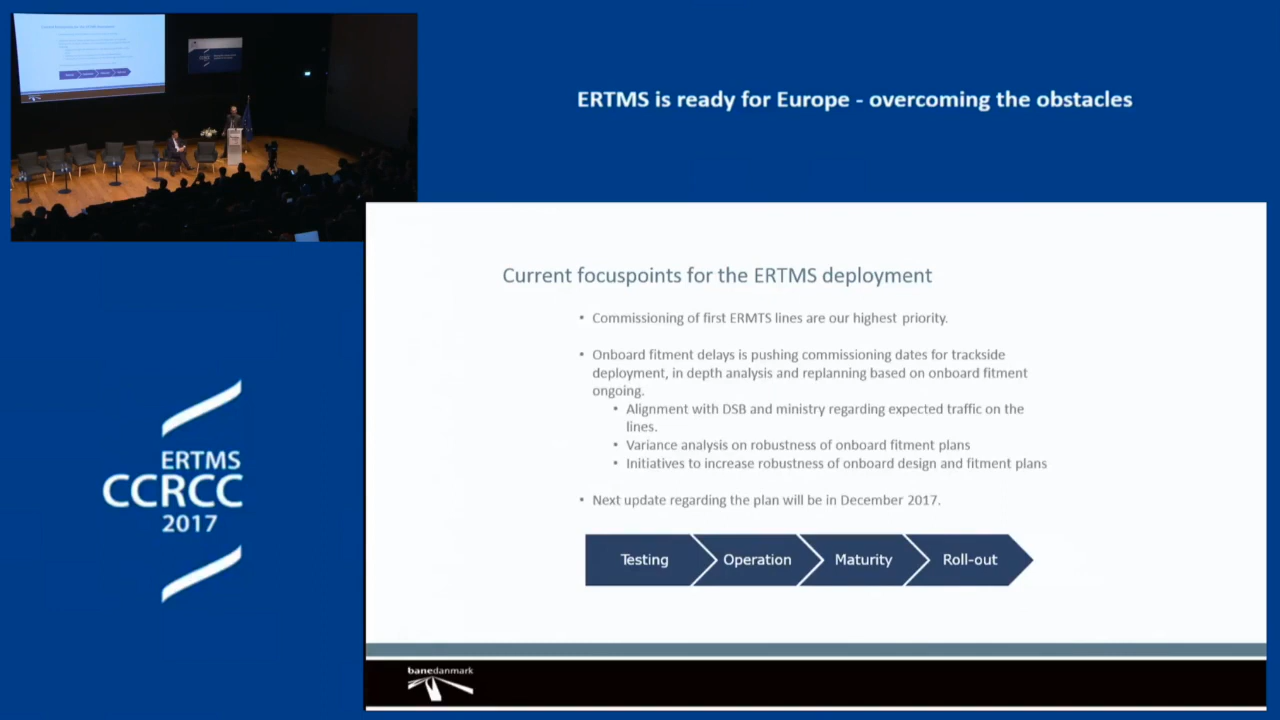 ERTMS is ready for Europe - overcoming the obstacles
Current focuspoints for the ERTMS deployment
• Commissioning of first ERMTS lines are our highest priority.
• Onboard fitment delays is pushing commissioning dates for trackside
deployment, in depth analysis and replanning based on onboard fitment
ongoing.
• Alignment with DSB and ministry regarding expected traffic on the
lines.
• Variance analysis on robustness of onboard fitment plans
• Initiatives to increase robustness of onboard design and fitment plans
• Next update regarding the plan will be in December 2017.
Testing
Operation
Maturity
Roll-out
banedanmark
ERTMS
CCRCC
2017